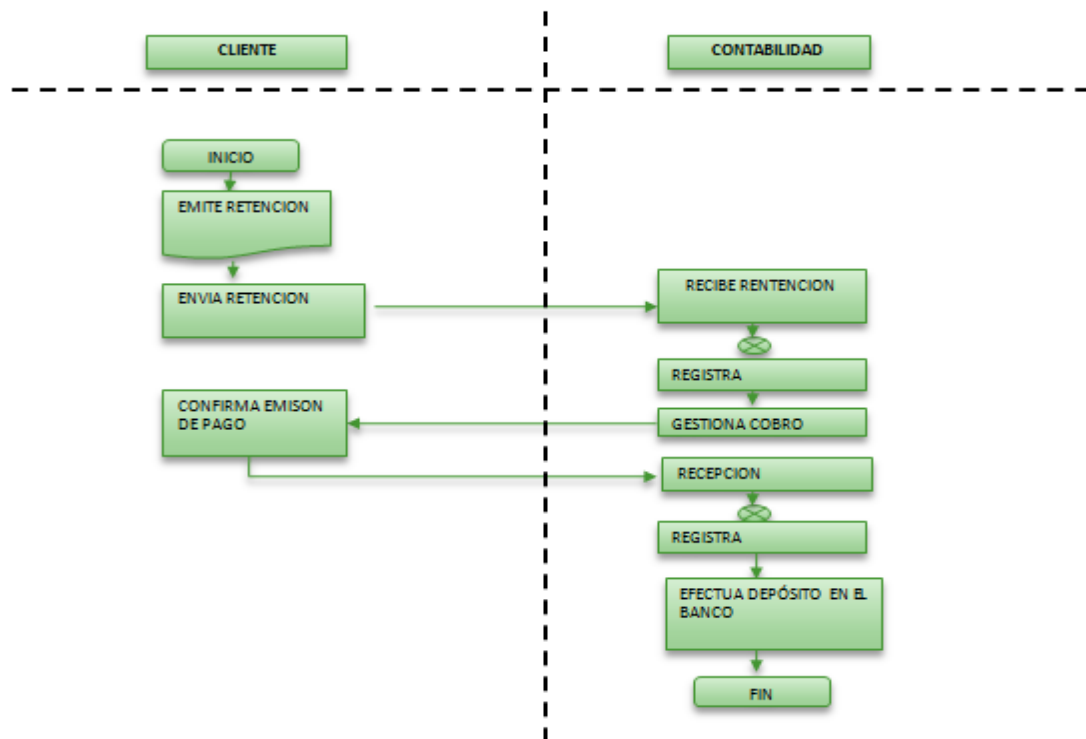 CLIENTE
CONTABILIDAD
INICIO
EMITE RETENCION
ENVIA RETENCION
RECIBE RENTENCION
REGISTRA
GESTIONA COBRO
CONFIRMA EMISON
DE PAGO
RECEPCION
REGISTRA
EFECTUA DEPÓSITO EN EL
BANCO
FIN